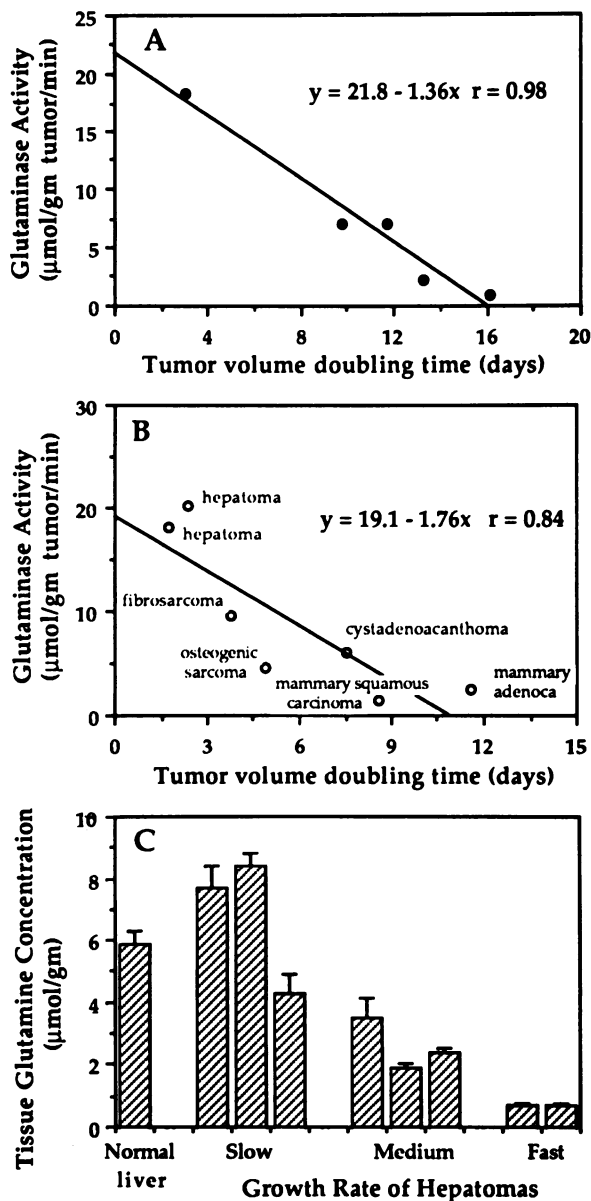 A
y = 21.8 - 1.36x r = 0.98
Glutaminase Activity
(μmol/gm tumor/min)
25
20
15
10
5
0
0 4 8 12 16 20
Tumor volume doubling time (days)
B
y = 19.1 - 1.76x r = 0.84
Glutaminase Activity
(μmol/gm tumor/min)
30
20
10
0
hepatoma
hepatoma
fibrosarcoma
osteogenic
sarcoma
cystadenoacanthoma
mammary squamous
carcinoma
mammary
adenoca
0 3 6 9 12 15
Tumor volume doubling time (days)
C
Tissue Glutamine Concentration
(μmol/gm)
10
8
6
4
2
0
Normal
liver
Slow
Medium
Fast
Growth Rate of Hepatomas